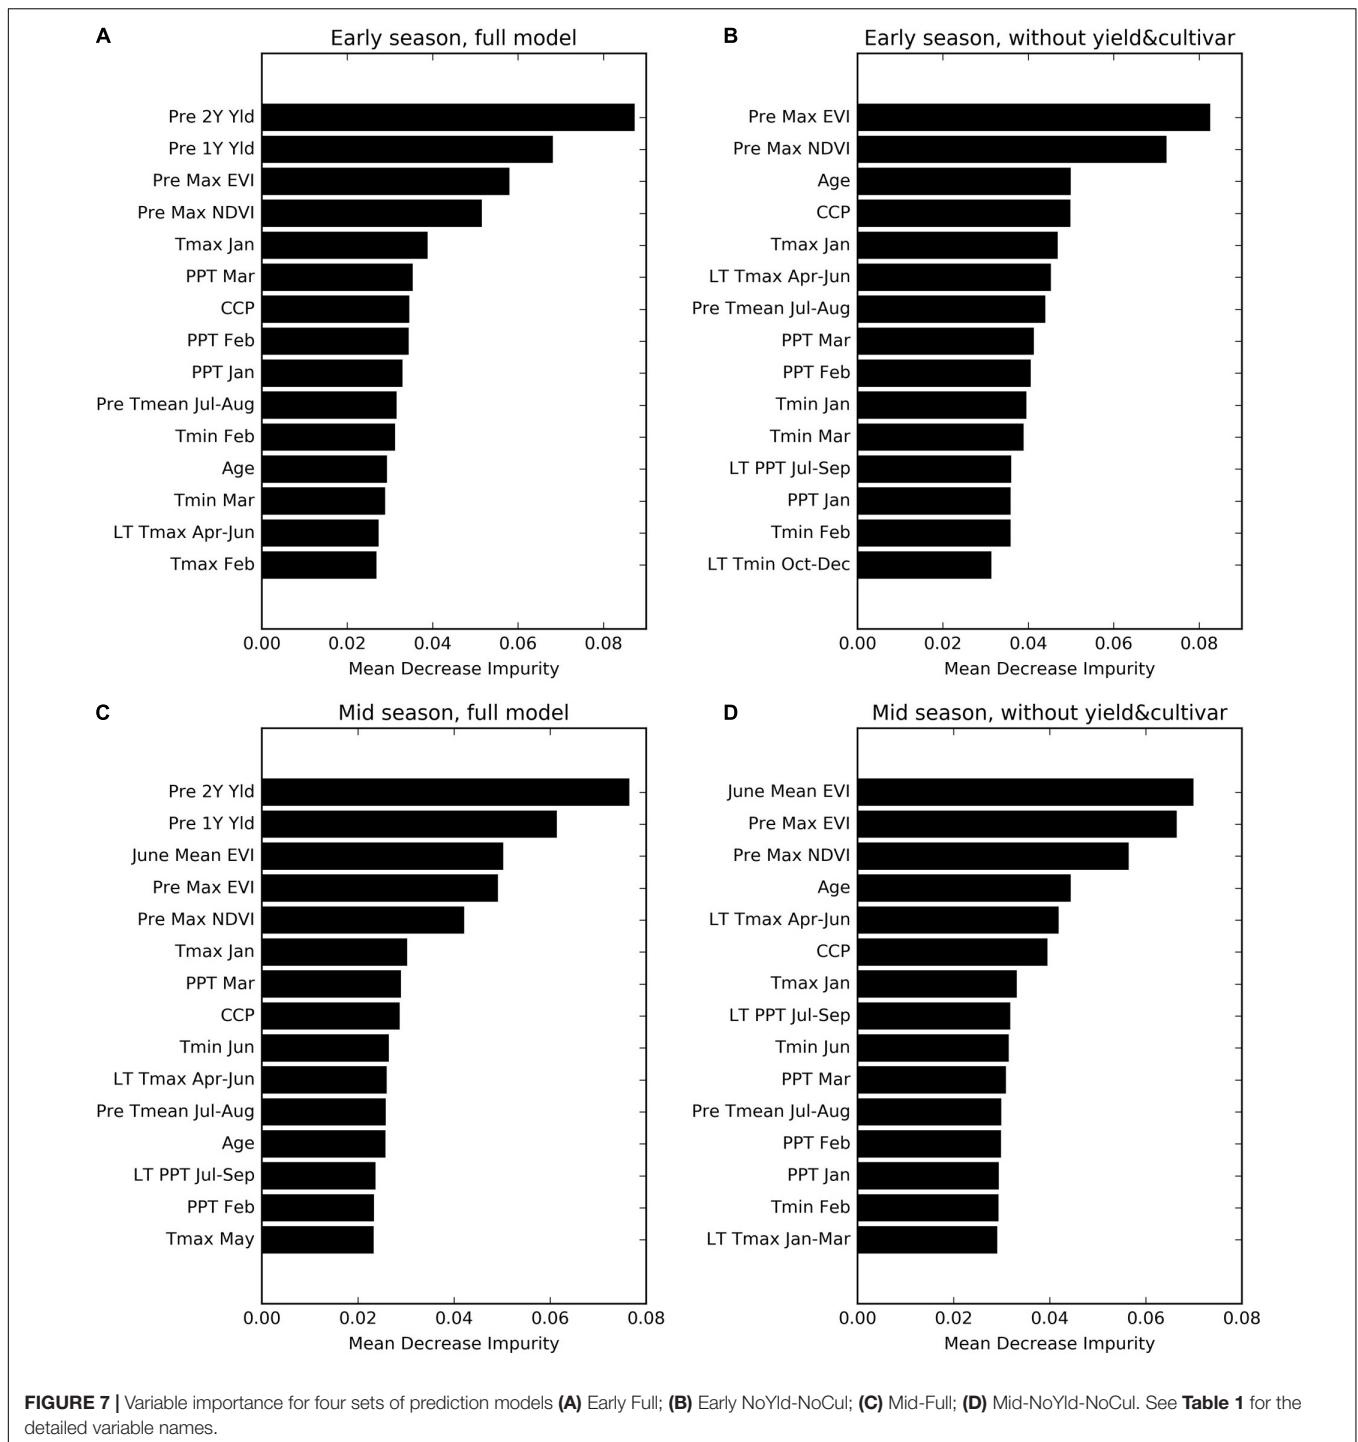 A
Early season, full model
Pre 2Y Yld
Pre 1Y Yld
Pre Max EVI
Pre Max NDVI
Tmax Jan
PPT Mar
CCP
PPT Feb
PPT Jan
Pre Tmean Jul-Aug
Tmin Feb
Age
Tmin Mar
LT Tmax Apr-Jun
Tmax Feb
0.00 0.02 0.04 0.06 0.08
Mean Decrease Impurity
B
Early season, without yield&cultivar
Pre Max EVI
Pre Max NDVI
Age
CCP
Tmax Jan
LT Tmax Apr-Jun
Pre Tmean Jul-Aug
PPT Mar
PPT Feb
Tmin Jan
Tmin Mar
LT PPT Jul-Sep
PPT Jan
Tmin Feb
LT Tmin Oct-Dec
0.00 0.02 0.04 0.06 0.08
Mean Decrease Impurity
C
Mid season, full model
Pre 2Y Yld
Pre 1Y Yld
June Mean EVI
Pre Max EVI
Pre Max NDVI
Tmax Jan
PPT Mar
CCP
Tmin Jun
LT Tmax Apr-Jun
Pre Tmean Jul-Aug
Age
LT PPT Jul-Sep
PPT Feb
Tmax May
0.00 0.02 0.04 0.06 0.08
Mean Decrease Impurity
D
Mid season, without yield&cultivar
June Mean EVI
Pre Max EVI
Pre Max NDVI
Age
LT Tmax Apr-Jun
CCP
Tmax Jan
LT PPT Jul-Sep
Tmin Jun
PPT Mar
Pre Tmean Jul-Aug
PPT Feb
PPT Jan
Tmin Feb
LT Tmax Jan-Mar
0.00 0.02 0.04 0.06 0.08
Mean Decrease Impurity
FIGURE 7 | Variable importance for four sets of prediction models (A) Early Full; (B) Early NoYld-NoCul; (C) Mid-Full; (D) Mid-NoYld-NoCul. See Table 1 for the
detailed variable names.